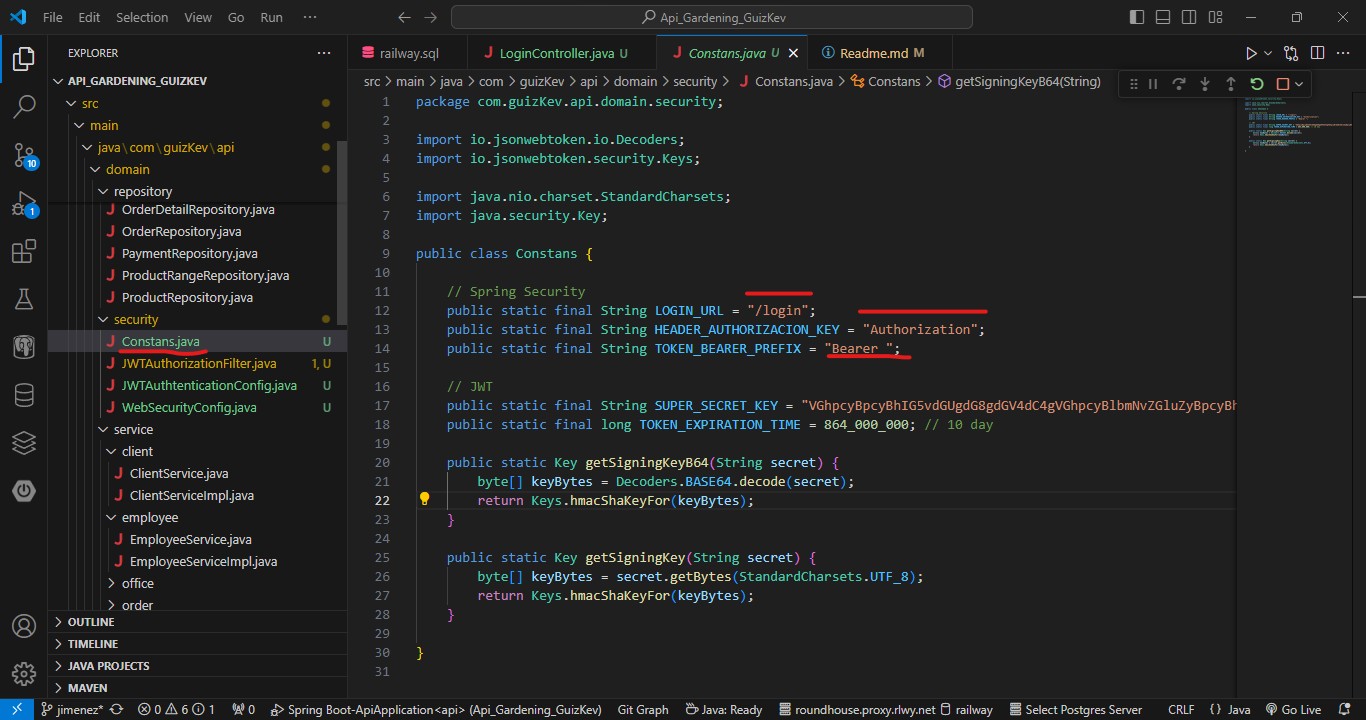 File Edit Selection View Go Run ···
Api_Gardening_GuizKev
EXPLORER
API_GARDENING_GUIZKEV
src
main
java\com\guizKev\api
domain
repository
OrderDetailRepository.java
OrderRepository.java
PaymentRepository.java
ProductRangeRepository.java
ProductRepository.java
security
Constans.java U
JWTAuthorizationFilter.java 1, U
JWTAuthtenticationConfig.java U
WebSecurityConfig.java U
service
client
ClientService.java
ClientServiceImpl.java
employee
EmployeeService.java
EmployeeServiceImpl.java
office
order
OUTLINE
TIMELINE
JAVA PROJECTS
MAVEN
10
1
railway.sql
LoginController.java U
Constans.java U
Readme.md M
src > main > java > com > guizKev > api > domain > security > Constans.java > Constans > getSigningKeyB64(String)
1 package com.guizKev.api.domain.security;
2
3 import io.jsonwebtoken.io.Decoders;
4 import io.jsonwebtoken.security.Keys;
5
6 import java.nio.charset.StandardCharsets;
7 import java.security.Key;
8
9 public class Constans {
10
11 // Spring Security
12 public static final String LOGIN_URL = "/login";
13 public static final String HEADER_AUTHORIZACION_KEY = "Authorization";
14 public static final String TOKEN_BEARER_PREFIX = "Bearer ";
15
16 // JWT
17 public static final String SUPER_SECRET_KEY = "VGhpcyBpcyBhIG5vdGUgdG8gdGV4dC4gVGhpcyBlbmNvZGluZyBpcyBh
18 public static final long TOKEN_EXPIRATION_TIME = 864_000_000; // 10 day
19
20 public static Key getSigningKeyB64(String secret) {
21 byte[] keyBytes = Decoders.BASE64.decode(secret);
22 return Keys.hmacShaKeyFor(keyBytes);
23 }
24
25 public static Key getSigningKey(String secret) {
26 byte[] keyBytes = secret.getBytes(StandardCharsets.UTF_8);
27 return Keys.hmacShaKeyFor(keyBytes);
28 }
29
30 }
31
jimenez* 0 6 1 0 Spring Boot-ApiApplication<api> (Api_Gardening_GuizKev) Git Graph Java: Ready roundhouse.proxy.rlwy.net railway Select Postgres Server CRLF {} Java Go Live